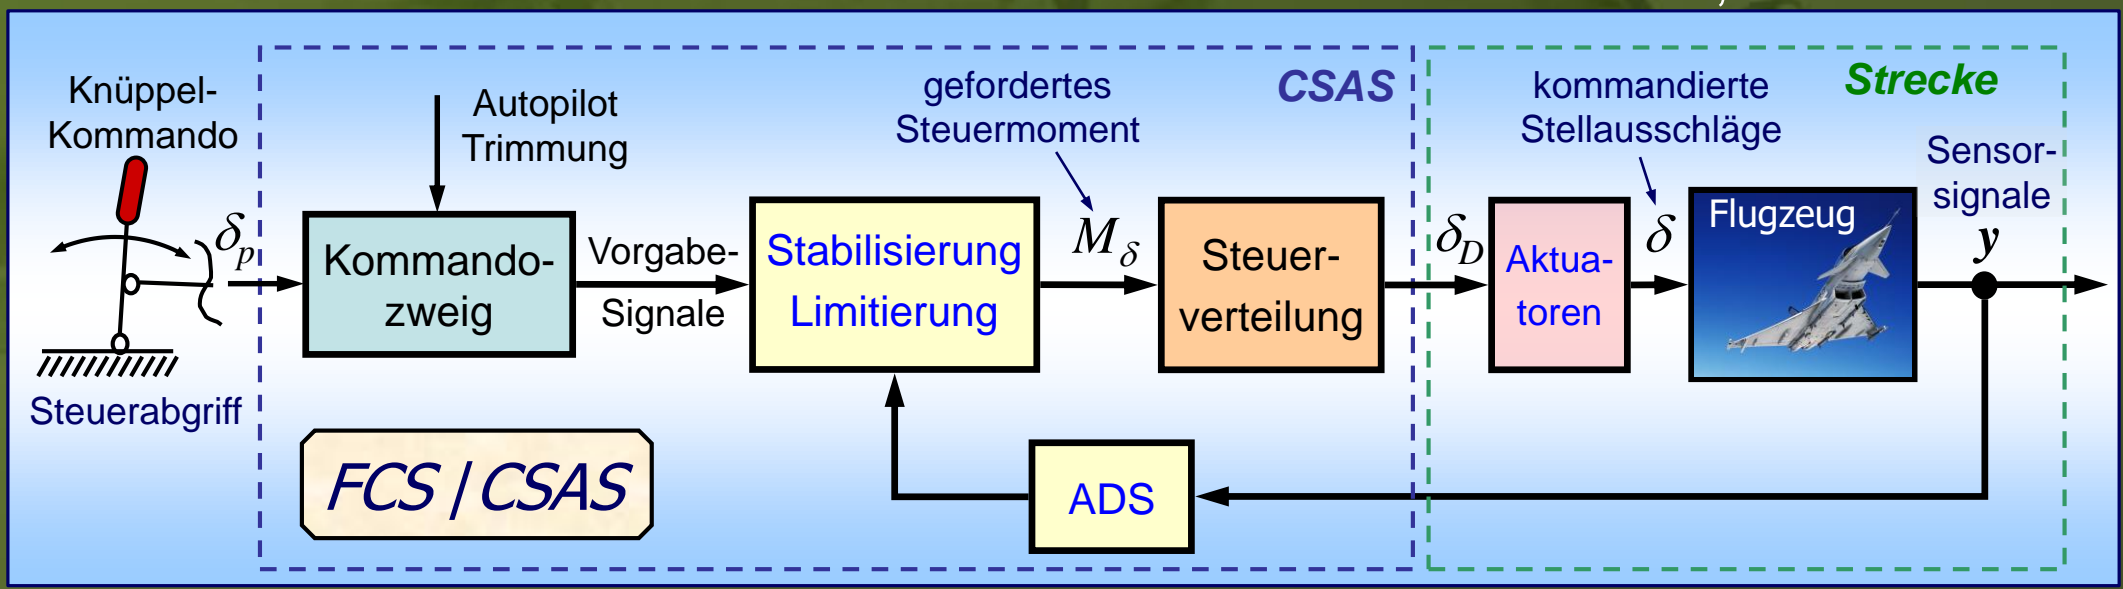 Knüppel-
Kommando
Steuerabgriff
δp
Autopilot
Trimmung
Kommando-
zweig
Vorgabe-
Signale
FCS / CSAS
Stabilisierung
Limitierung
gefordertes
Steuermoment
Mδ
CSAS
Steuer-
verteilung
ADS
δD
Strecke
kommandierte
Stellausschläge
Aktua-
toren
δ
Flugzeug
Sensor-
signale
y